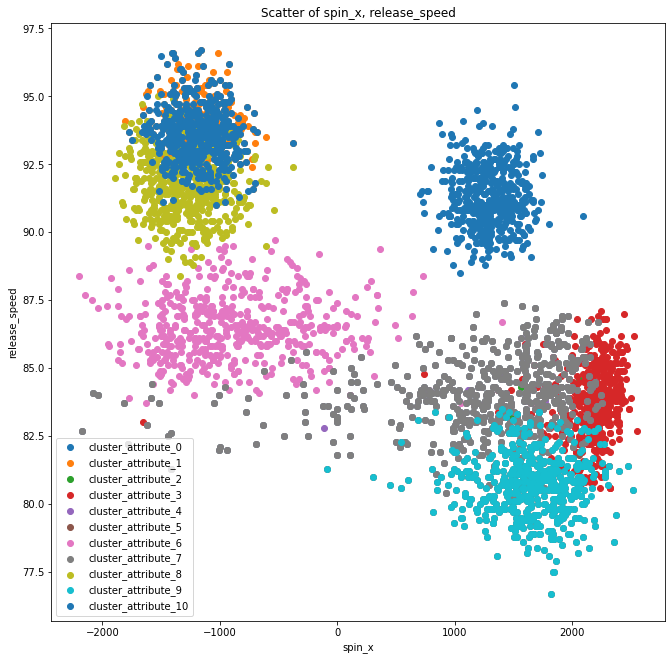 Scatter of spin_x, release_speed
97.5
95.0
92.5
90.0
87.5
85.0
82.5
80.0
77.5
release_speed
cluster_attribute_0
cluster_attribute_1
cluster_attribute_2
cluster_attribute_3
cluster_attribute_4
cluster_attribute_5
cluster_attribute_6
cluster_attribute_7
cluster_attribute_8
cluster_attribute_9
cluster_attribute_10
−2000 −1000 0 1000 2000
spin_x